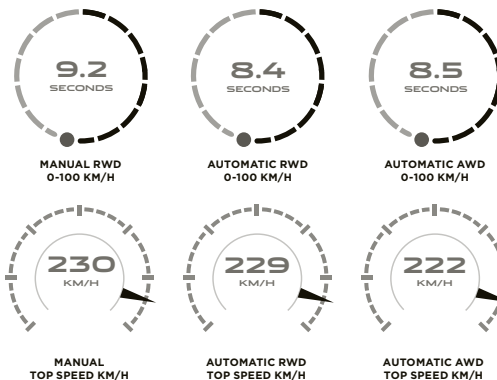 9.2
SECONDS
MANUAL RWD
0-100 KM/H
8.4
SECONDS
AUTOMATIC RWD
0-100 KM/H
8.5
SECONDS
AUTOMATIC AWD
0-100 KM/H
230
KM/H
MANUAL
TOP SPEED KM/H
229
KM/H
AUTOMATIC RWD
TOP SPEED KM/H
222
KM/H
AUTOMATIC AWD
TOP SPEED KM/H